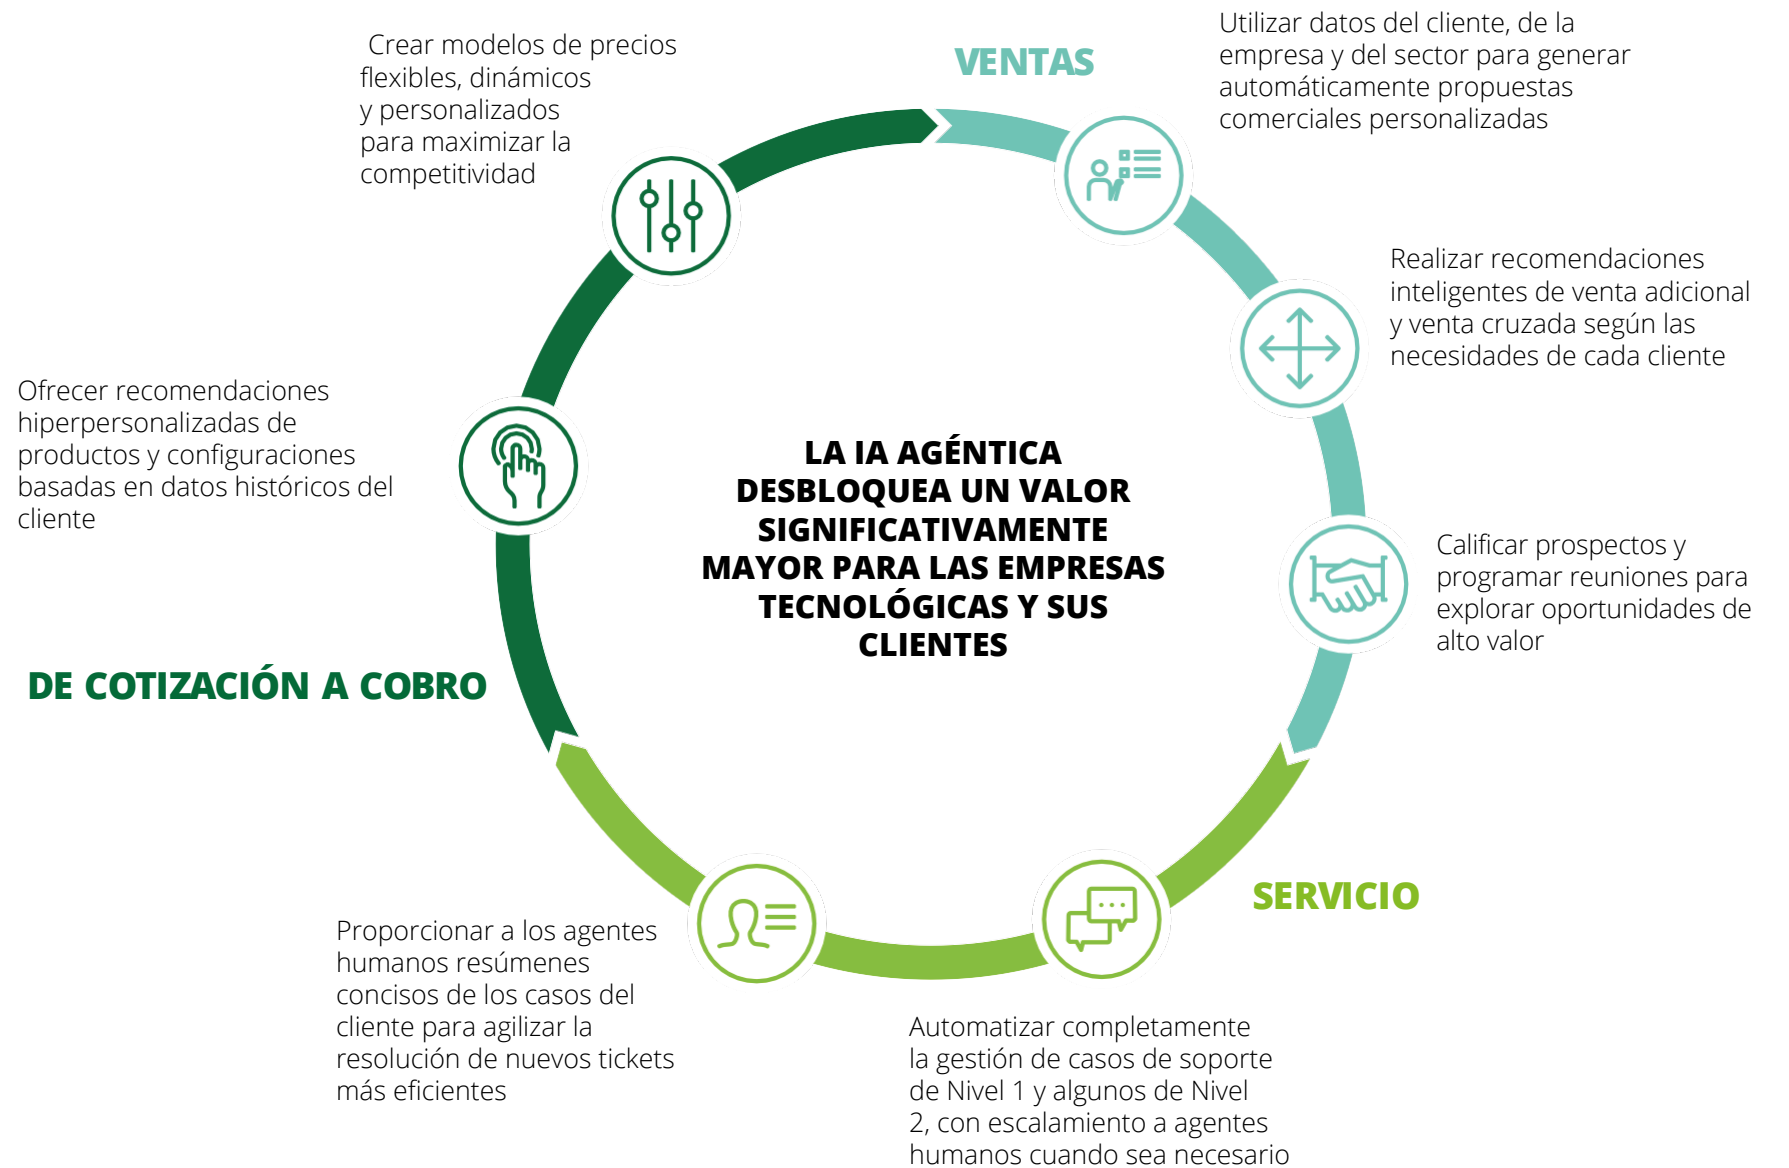 Crear modelos de precios
flexibles, dinámicos
y personalizados
para maximizar la
competitividad
VENTAS
Utilizar datos del cliente, de la
empresa y del sector para generar
automáticamente propuestas
comerciales personalizadas
Realizar recomendaciones
inteligentes de venta adicional
y venta cruzada según las
necesidades de cada cliente
Ofrecer recomendaciones
hiperpersonalizadas de
productos y configuraciones
basadas en datos históricos del
cliente
LA IA AGÉNTICA
DESBLOQUEA UN VALOR
SIGNIFICATIVAMENTE
MAYOR PARA LAS EMPRESAS
TECNOLÓGICAS Y SUS
CLIENTES
Calificar prospectos y
programar reuniones para
explorar oportunidades de
alto valor
DE COTIZACIÓN A COBRO
SERVICIO
Proporcionar a los agentes
humanos resúmenes
concisos de los casos del
cliente para agilizar la
resolución de nuevos tickets
más eficientes
Automatizar completamente
la gestión de casos de soporte
de Nivel 1 y algunos de Nivel
2, con escalamiento a agentes
humanos cuando sea necesario